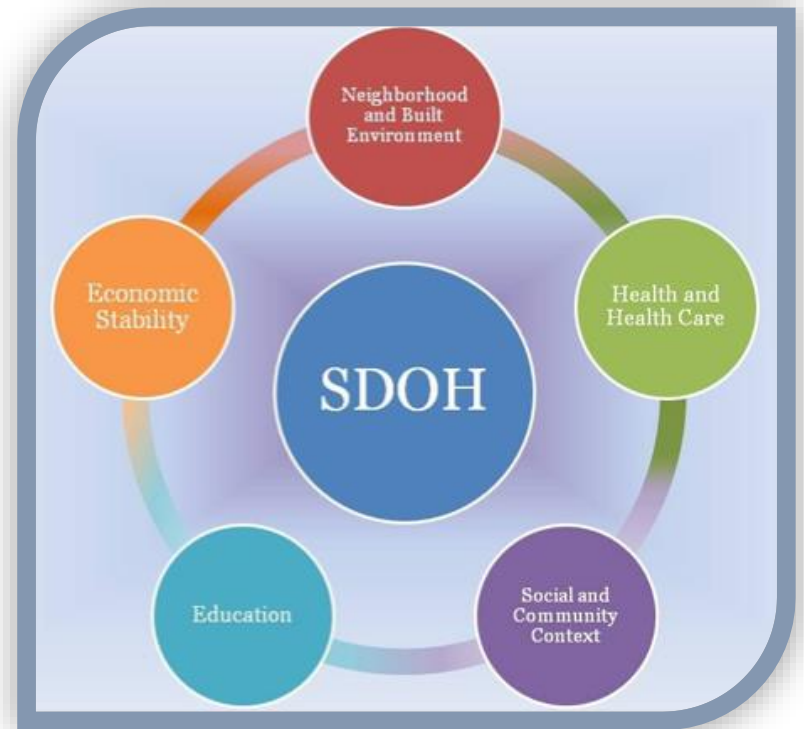 Neighborhood
and Built
Environment
Economic
Stability
Health and
Health Care
SDOH
Education
Social and
Community
Context